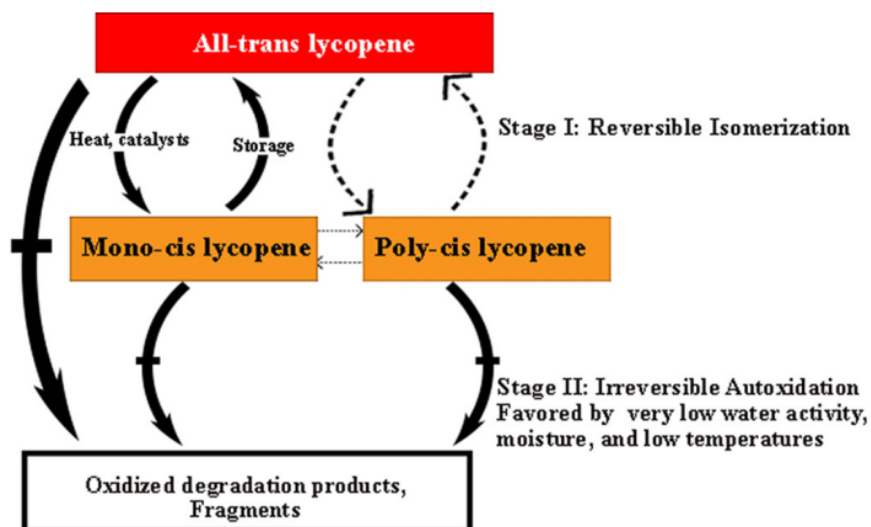 All-trans lycopene
Heat, catalysts
Storage
Stage I: Reversible Isomerization
Mono-cis lycopene
Poly-cis lycopene
Stage II: Irreversible Autoxidation
Favored by very low water activity,
moisture, and low temperatures
Oxidized degradation products,
Fragments